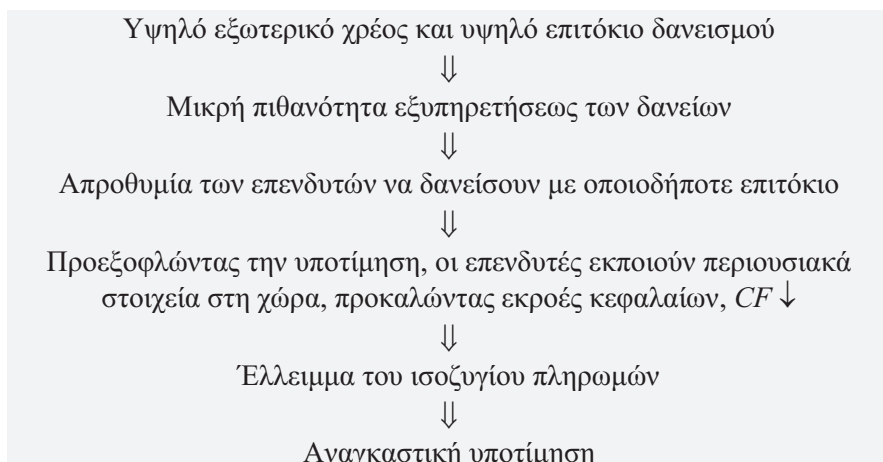 Υψηλό εξωτερικό χρέος και υψηλό επιτόκιο δανεισμού
⇓
Μικρή πιθανότητα εξυπηρετήσεως των δανείων
⇓
Απροθυμία των επενδυτών να δανείσουν με οποιοδήποτε επιτόκιο
⇓
Προεξοφλώντας την υποτίμηση, οι επενδυτές εκποιούν περιουσιακά
στοιχεία στη χώρα, προκαλώντας εκροές κεφαλαίων, CF ↓
⇓
Έλλειμμα του ισοζυγίου πληρωμών
⇓
Αναγκαστική υποτίμηση